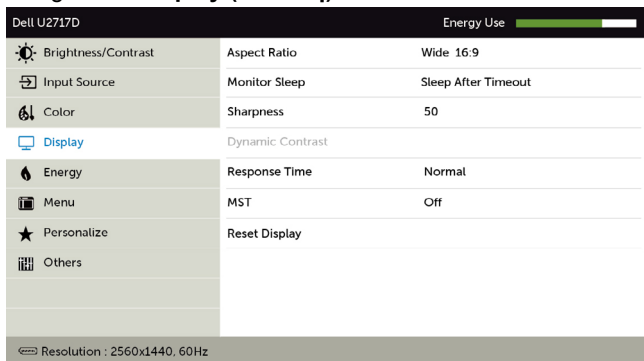 Dell U2717D
Energy Use
Brightness/Contrast
Input Source
Color
Display
Energy
Menu
Personalize
Others
Aspect Ratio Wide 16:9
Monitor Sleep Sleep After Timeout
Sharpness 50
Dynamic Contrast
Response Time Normal
MST Off
Reset Display
Resolution : 2560x1440, 60Hz